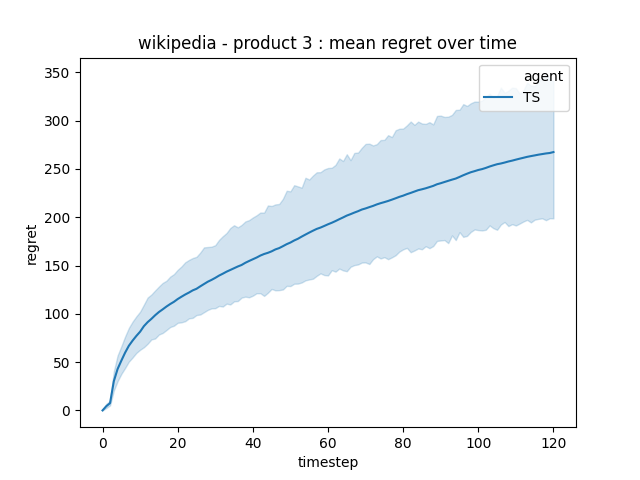 wikipedia - product 3 : mean regret over time
agent
TS
350
300
250
200
150
100
50
0
regret
0 20 40 60 80 100 120
timestep